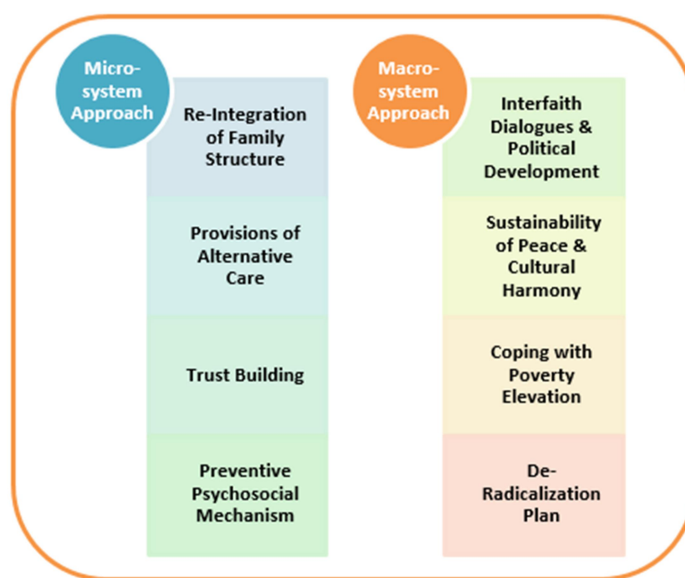 Micro-
system
Approach
Re-Integration
of Family
Structure
Provisions of
Alternative
Care
Trust Building
Preventive
Psychosocial
Mechanism
Macro-
system
Approach
Interfaith
Dialogues &
Political
Development
Sustainability
of Peace &
Cultural
Harmony
Coping with
Poverty
Elevation
De-
Radicalization
Plan